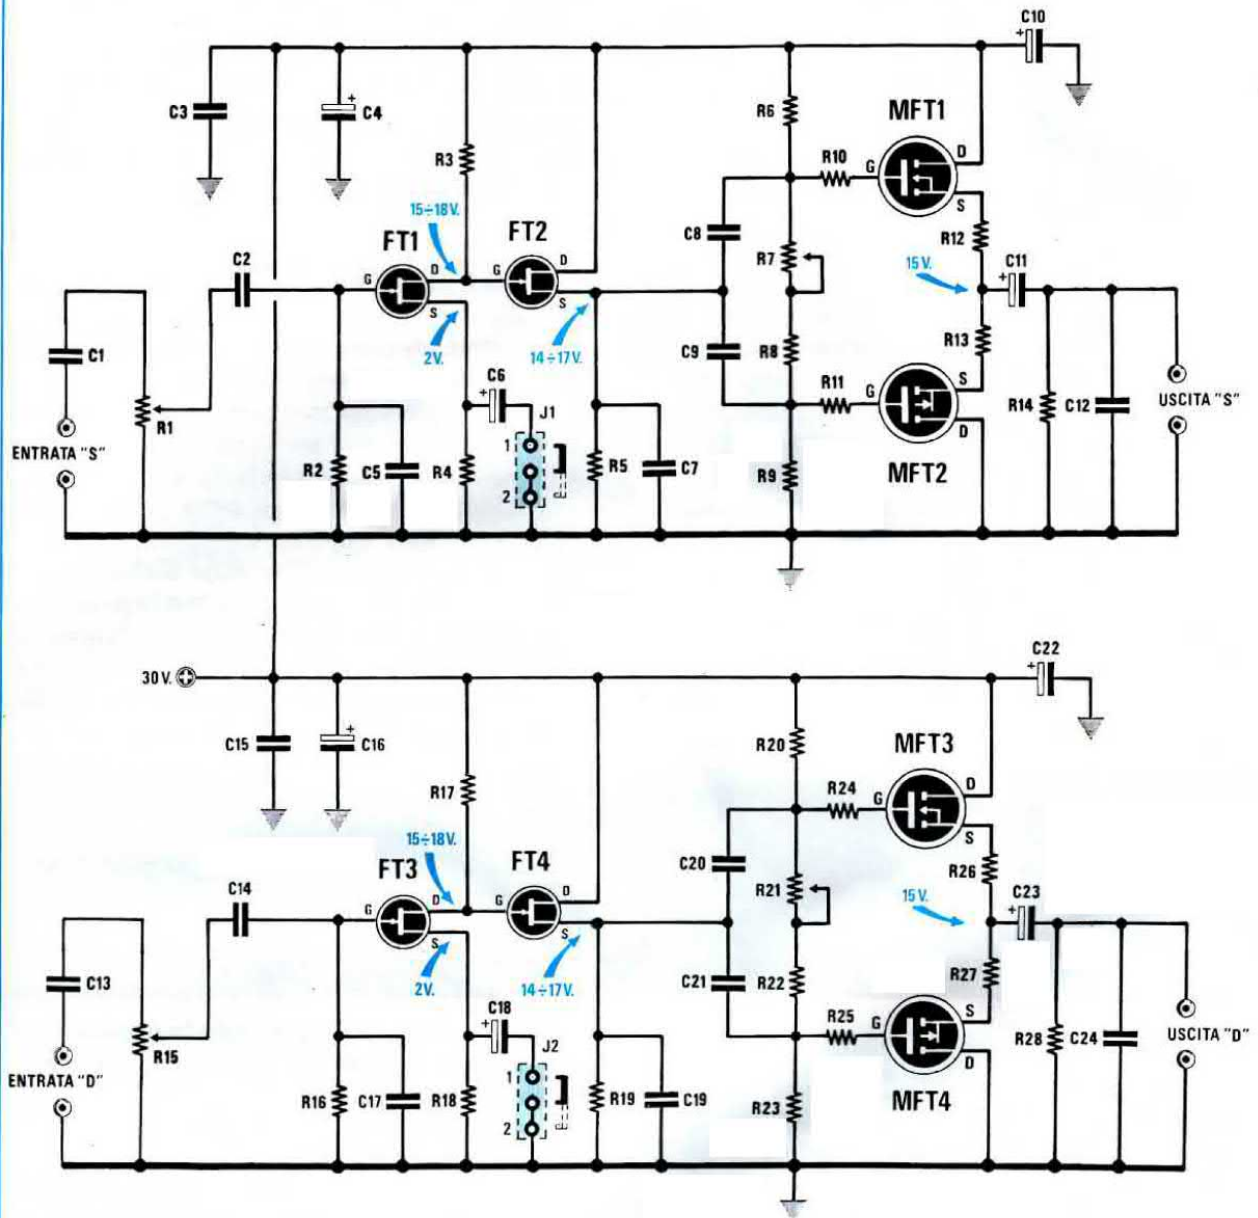 C10
C3
C4
R6
MFT1
R3
R10
G
D
S
15÷18V.
FT1
FT2
C8
R7
R12
C2
G
D
S
G
D
S
15V.
C11
C1
2V.
14÷17V.
C9
R8
R13
C6
R11
G
S
D
R1
J1
1
2
R14
C12
USCITA "S"
ENTRATA "S"
R2
C5
R4
R5
C7
R9
MFT2
30V.
C22
C15
C16
R20
MFT3
R17
R24
G
D
S
15÷18V.
FT3
FT4
C20
R21
R26
C14
G
D
S
G
D
S
15V.
C23
C13
2V.
14÷17V.
C21
R22
R27
C18
R25
G
S
D
R15
J2
1
2
R28
C24
USCITA "D"
ENTRATA "D"
R16
C17
R18
R19
C19
R23
MFT4